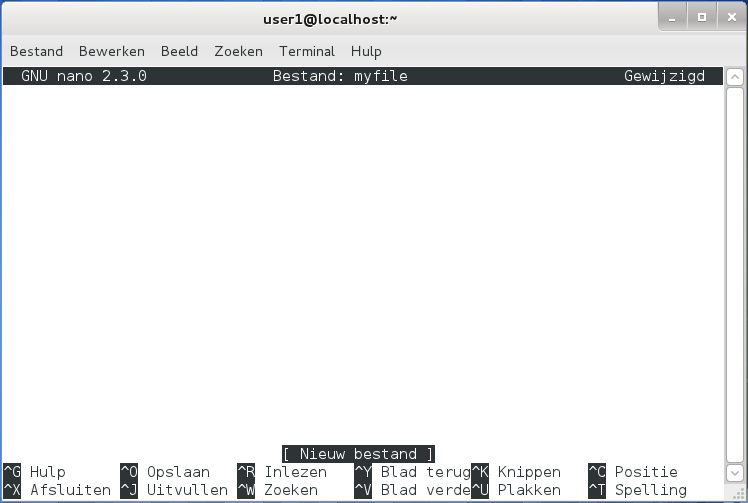 user1@localhost:~
Bestand Bewerken Beeld Zoeken Terminal Hulp
GNU nano 2.3.0 Bestand: myfile Gewijzigd
[ Nieuw bestand ]
^G Hulp ^O Opslaan ^R Inlezen ^Y Blad terug ^K Knippen ^C Positie
^X Afsluiten ^J Uitvullen ^W Zoeken ^V Blad verde ^U Plakken ^T Spelling